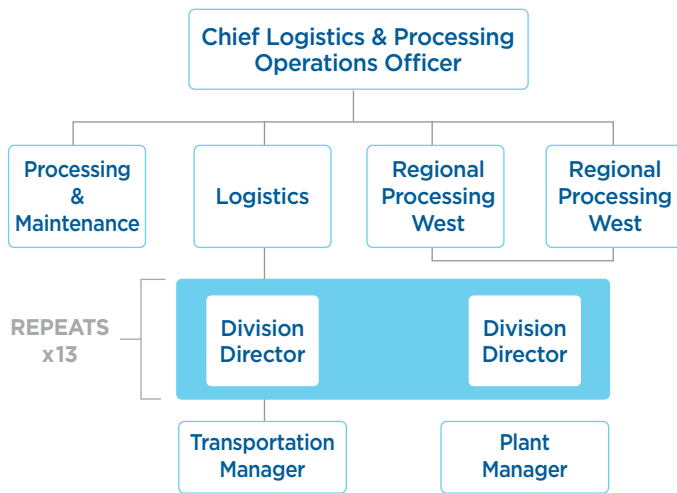 Chief Logistics & Processing
Operations Officer
Processing
&
Maintenance
Logistics
Regional
Processing
West
Regional
Processing
West
REPEATS
x13
Division
Director
Division
Director
Transportation
Manager
Plant
Manager